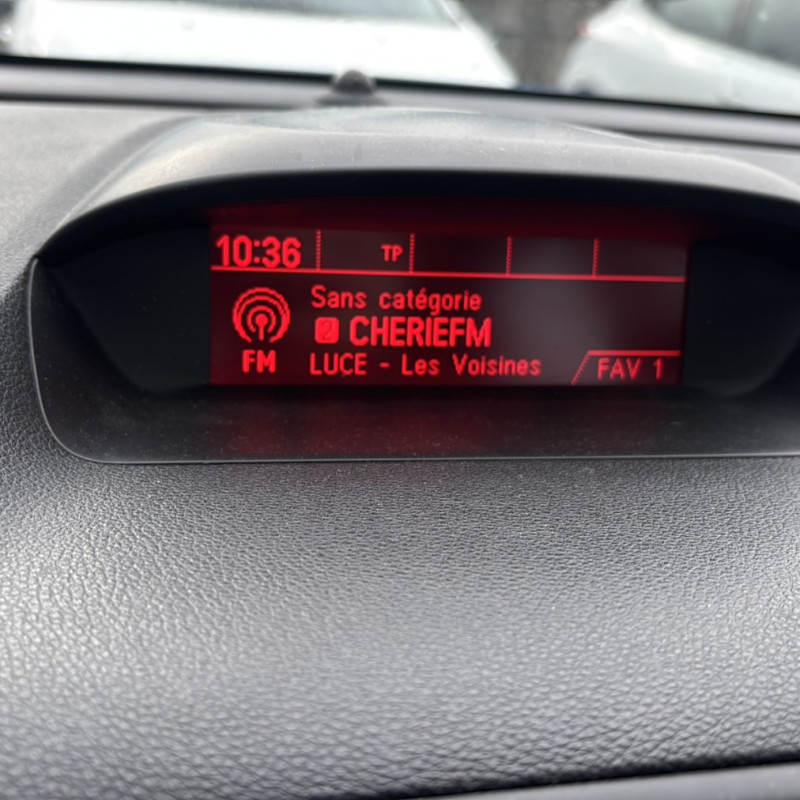 10:36 TP
Sans catégorie
2 CHERIEFM
FM LUCE - Les Voisines FAV 1